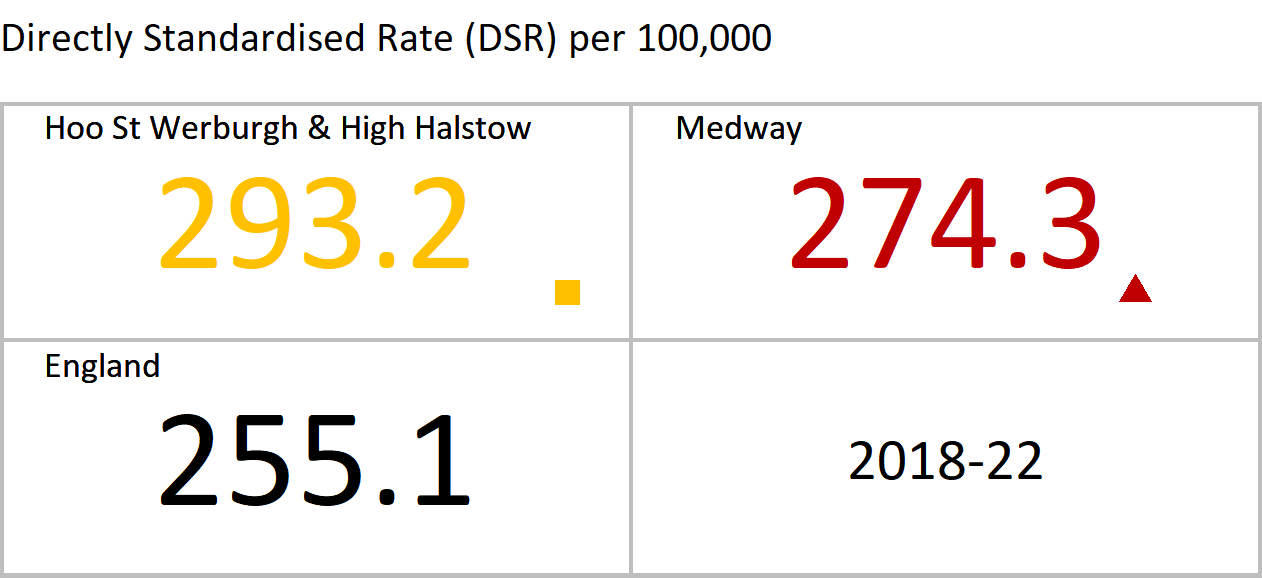 Directly Standardised Rate (DSR) per 100,000
Hoo St Werburgh & High Halstow
293.2
Medway
274.3
England
255.1
2018-22